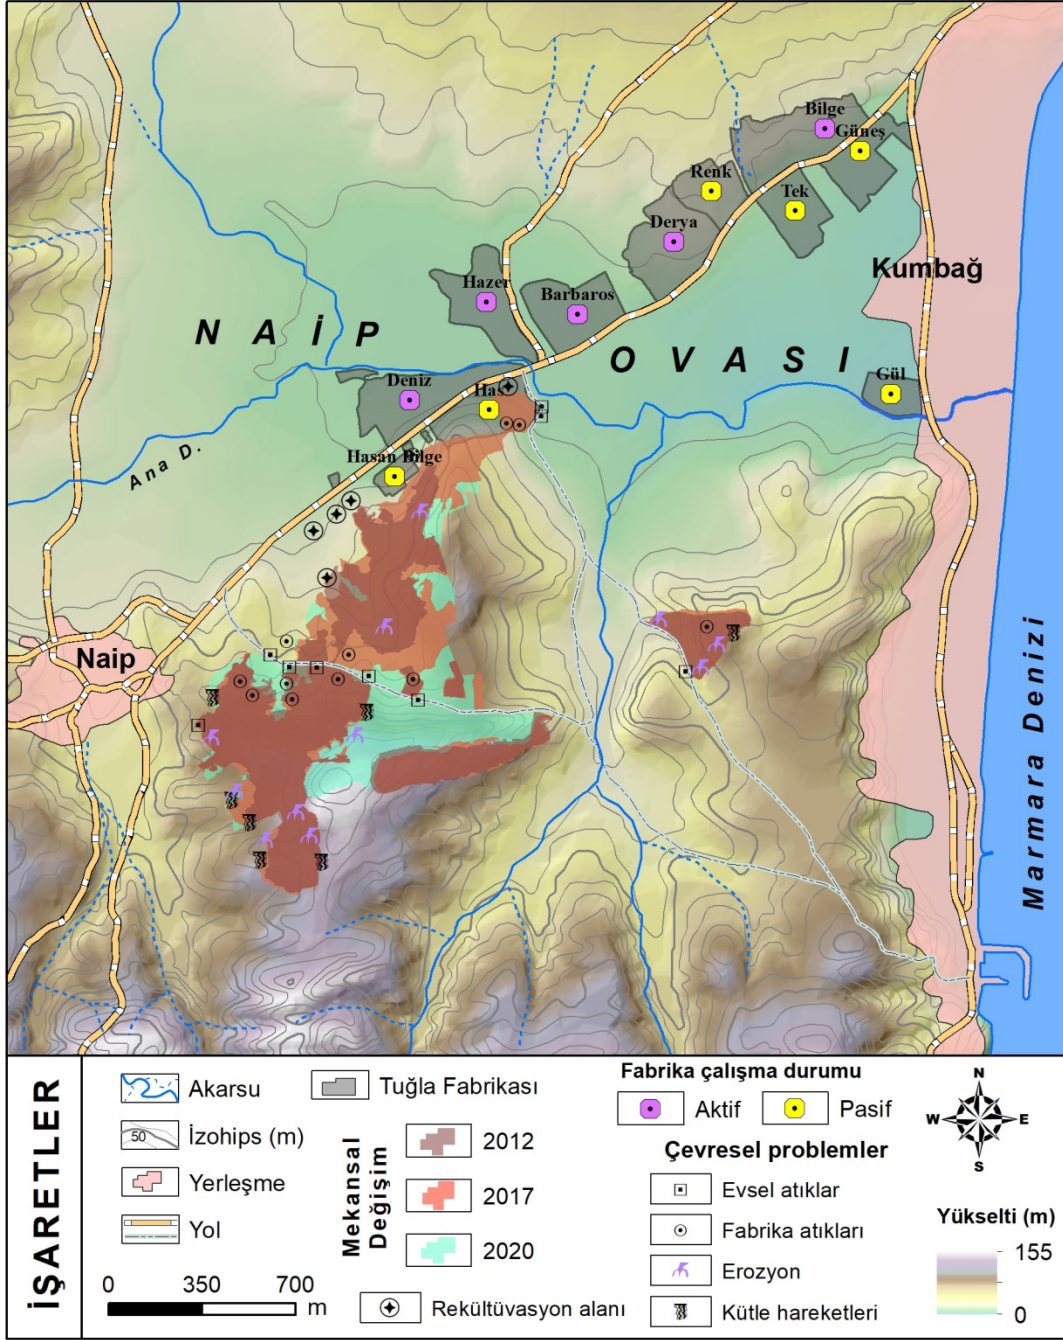 Bilge
Güneş
Renk
Tek
Derya
Kumbağ
Hazer
Barbaros
NAİP
OVASI
Deniz
Has
Gül
Ana D.
Hasan Bilge
Naip
Marmara Denizi
İŞARETLER
Akarsu
50
İzohips (m)
Yerleşme
Yol
0 350 700
m
Tuğla Fabrikası
Mekansal
Değişim
2012
2017
2020
Rekültüvasyon alanı
Fabrika çalışma durumu
Aktif
Pasif
Çevresel problemler
Evsel atıklar
Fabrika atıkları
Erozyon
Kütle hareketleri
N
W E
S
Yükselti (m)
155
0